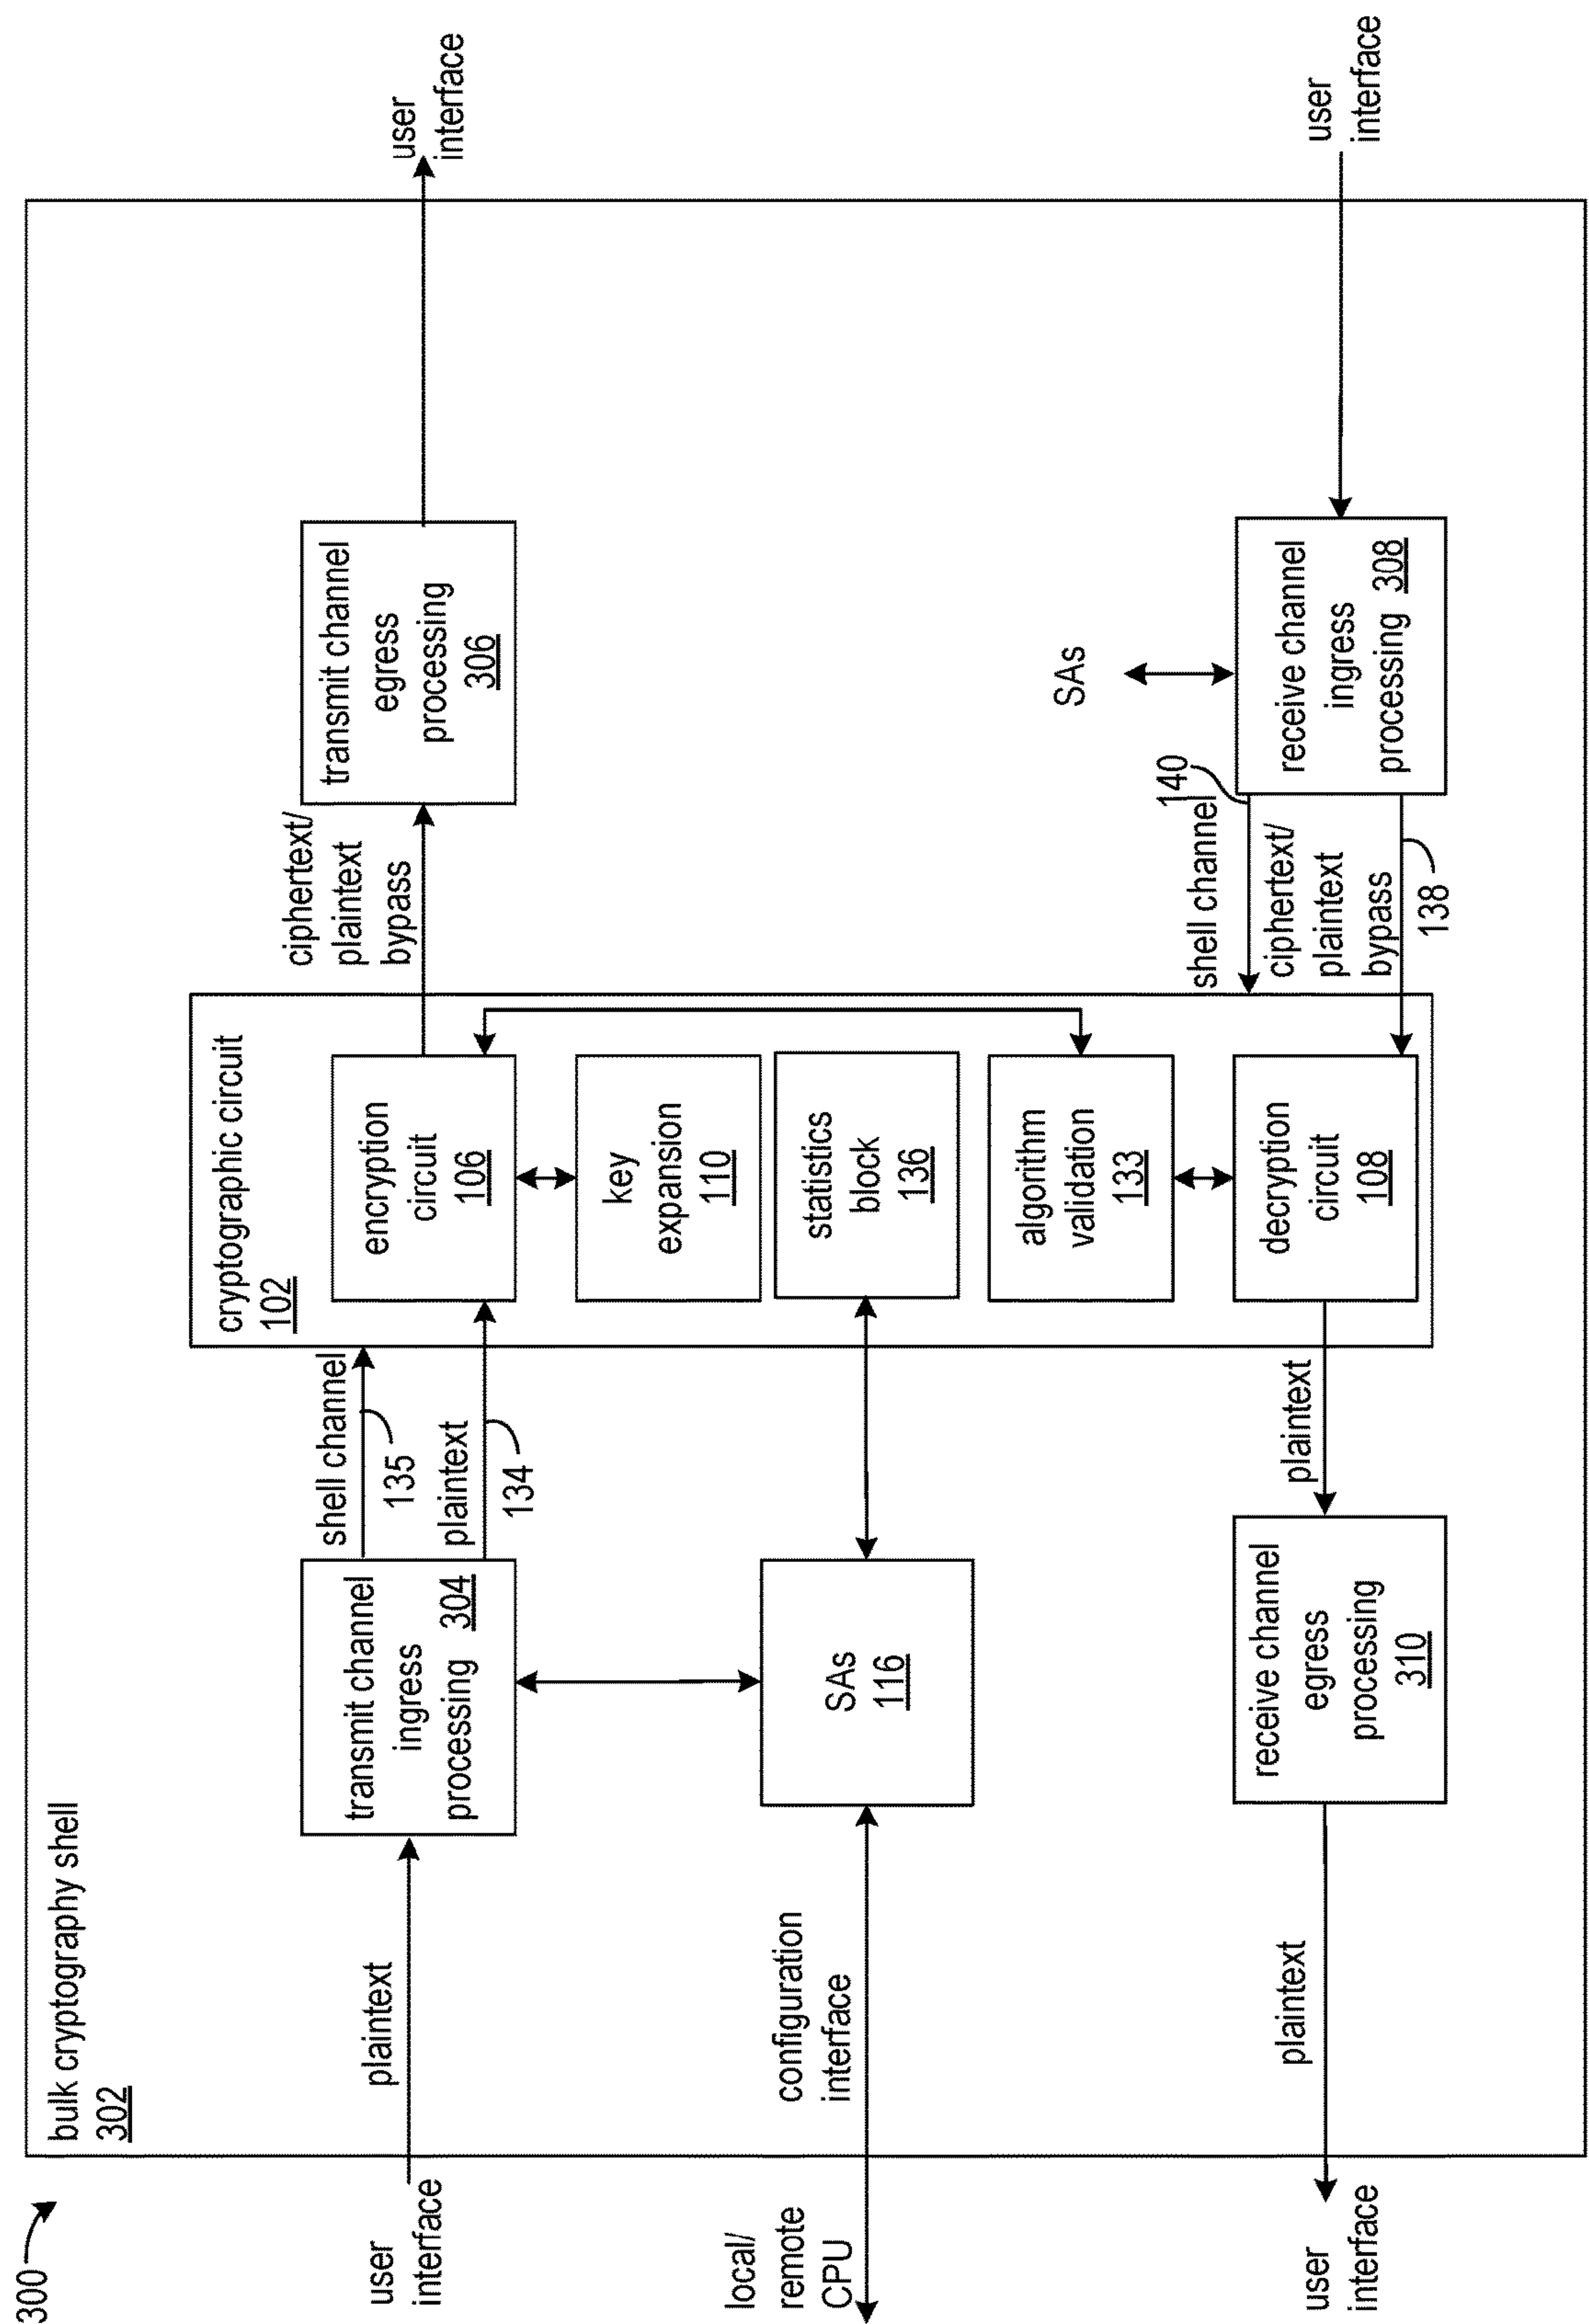 300
bulk cryptography shell
302
user
interface
plaintext
transmit channel
ingress
processing 304
shell channel
135
plaintext
134
cryptographic circuit
102
encryption
circuit
106
ciphertext/
plaintext
bypass
transmit channel
egress
processing
306
user
interface
key
expansion
110
local/
remote
CPU
configuration
interface
SAs
116
statistics
block
136
algorithm
validation
133
SAs
user
interface
plaintext
receive channel
egress
processing
310
plaintext
decryption
circuit
108
shell channel
140
ciphertext/
plaintext
bypass
138
receive channel
ingress
processing 308
user
interface